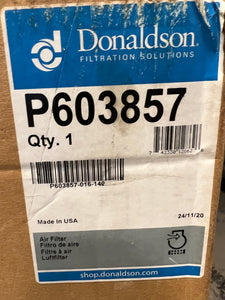 Donaldson
FILTRATION SOLUTIONS
P603857
Qty. 1
P603857-016-142
Made In USA
24/11/20
Air Filter
Filtro de aire
Filtre à air
Luftfilter
shop.donaldson.com